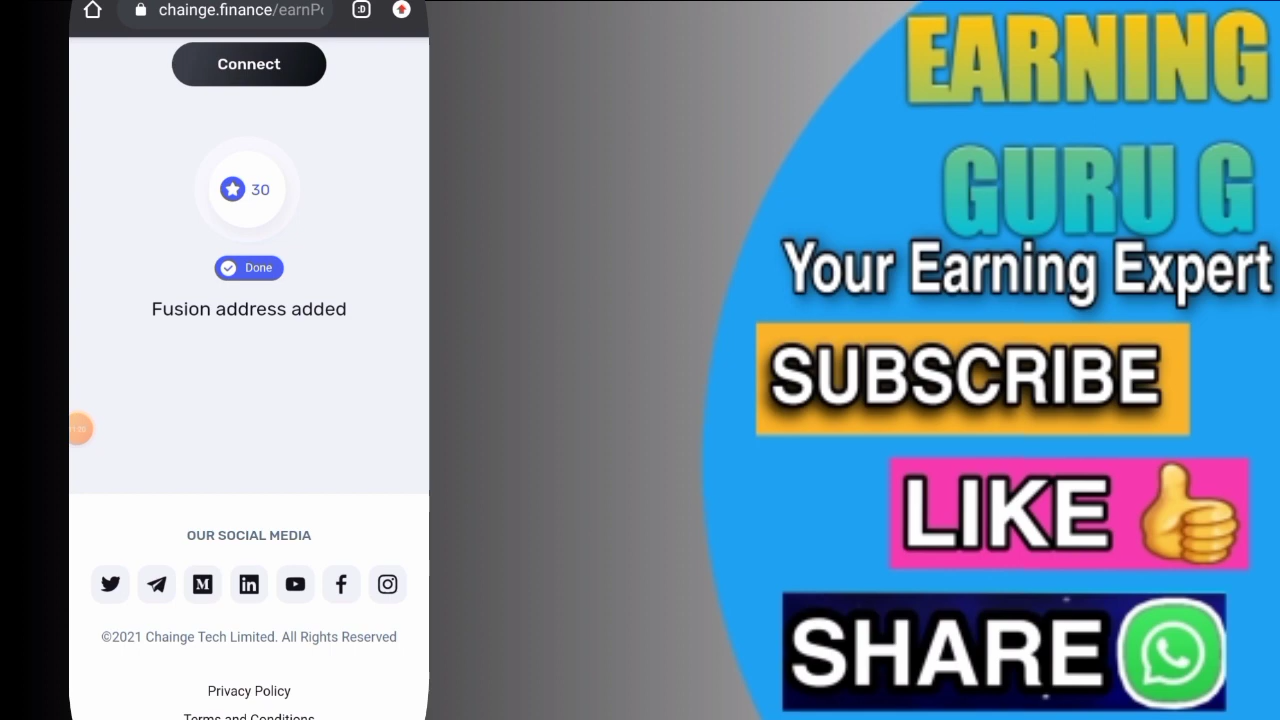 chainge.finance/earnPo
:D
Connect
30
Done
Fusion address added
OUR SOCIAL MEDIA
©2021 Chainge Tech Limited. All Rights Reserved
Privacy Policy
Terms and Conditions
EARNING
GURU G
Your Earning Expert
SUBSCRIBE
LIKE
SHARE